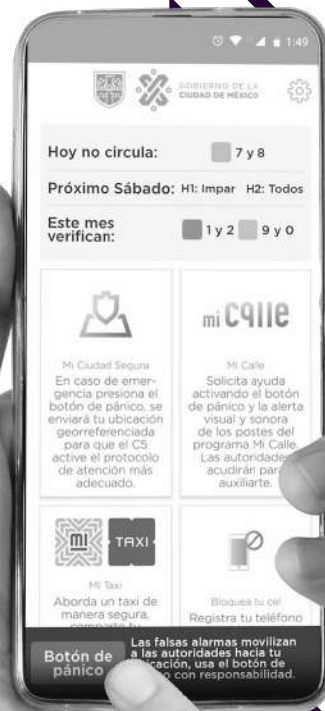 1:49
GOBIERNO DE LA
CIUDAD DE MÉXICO
Hoy no circula: 7 y 8
Próximo Sábado: H1: Impar H2: Todos
Este mes
verifican: 1 y 2 9 y 0
mi CALLE
Mi Ciudad Segura
En caso de emer-
gencia presiona el
botón de pánico, se
enviará tu ubicación
georreferenciada
para que el C5
active el protocolo
de atención más
adecuado.
Mi Calle
Solicita ayuda
activando el botón
de pánico y la alerta
visual y sonora
de los postes del
programa Mi Calle.
Las autoridades
acudirán para
auxiliarte.
MI TAXI
Mi Taxi
Aborda un taxi de
manera segura,
Bloquea tu cel
Registra tu teléfono
Botón de
pánico
Las falsas alarmas movilizan
a las autoridades hacia tu
usa el botón de
con responsabilidad.